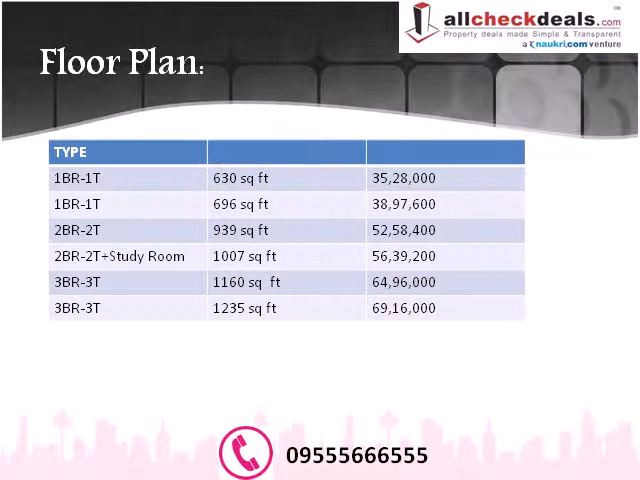 allcheckdeals.com
Property deals made Simple & Transparent
a naukri.com venture
Floor Plan:
TYPE
1BR-1T 630 sq ft 35,28,000
1BR-1T 696 sq ft 38,97,600
2BR-2T 939 sq ft 52,58,400
2BR-2T+Study Room 1007 sq ft 56,39,200
3BR-3T 1160 sq  ft 64,96,000
3BR-3T 1235 sq ft 69,16,000
09555666555